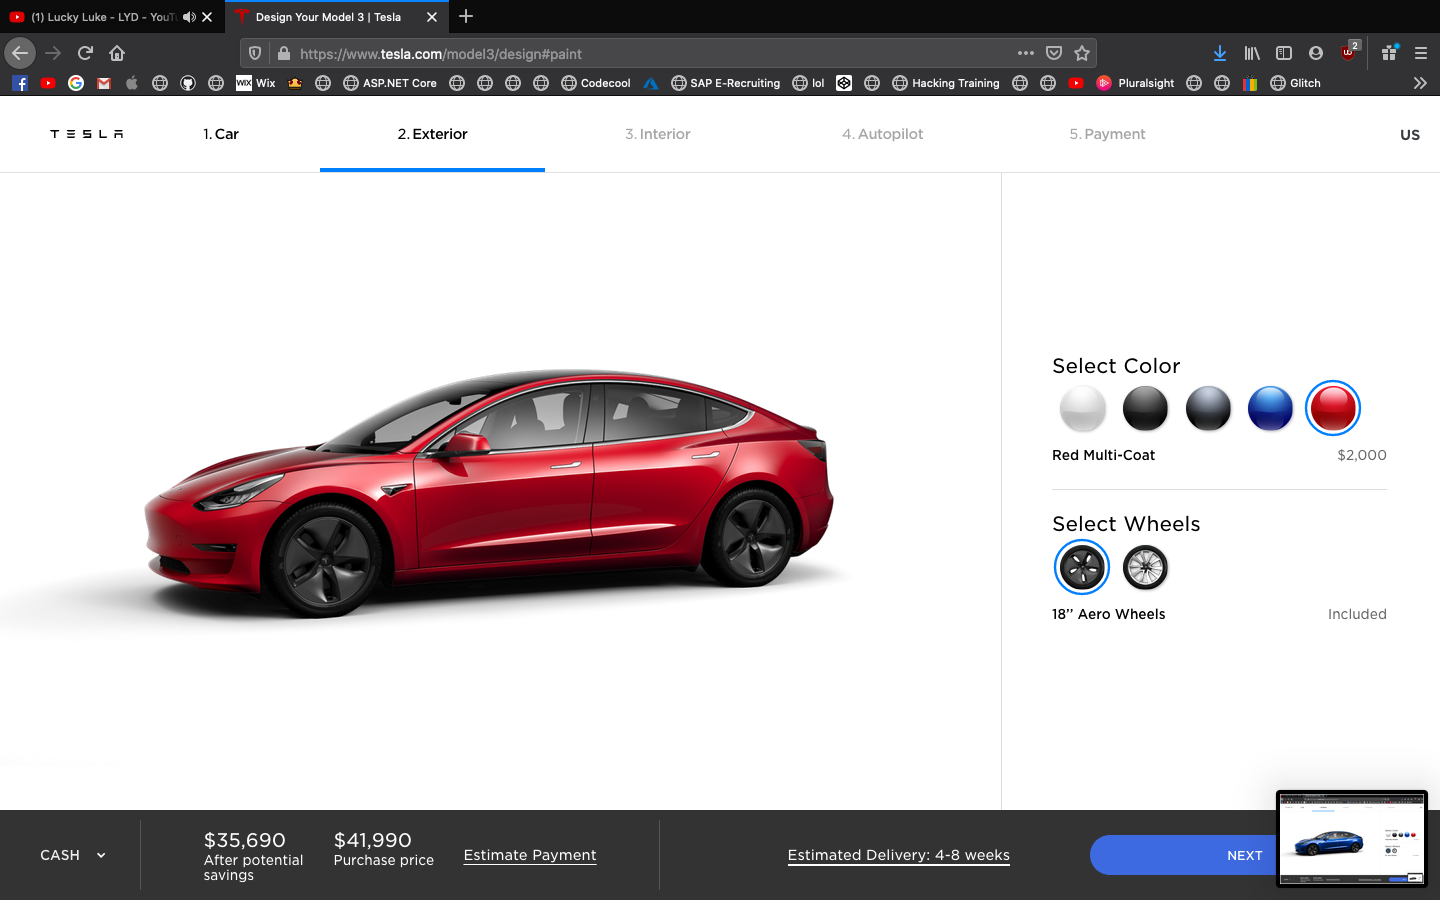 (1) Lucky Luke - LYD - YouTu
Design Your Model 3 | Tesla
https://www.tesla.com/model3/design#paint
2
WIX Wix
ASP.NET Core
Codecool
SAP E-Recruiting
lol
Hacking Training
Pluralsight
Glitch
TESLA
1. Car
2. Exterior
3. Interior
4. Autopilot
5. Payment
US
Select Color
Red Multi-Coat
$2,000
Select Wheels
18’’ Aero Wheels
Included
CASH
$35,690
After potential
savings
$41,990
Purchase price
Estimate Payment
Estimated Delivery: 4-8 weeks
NEXT